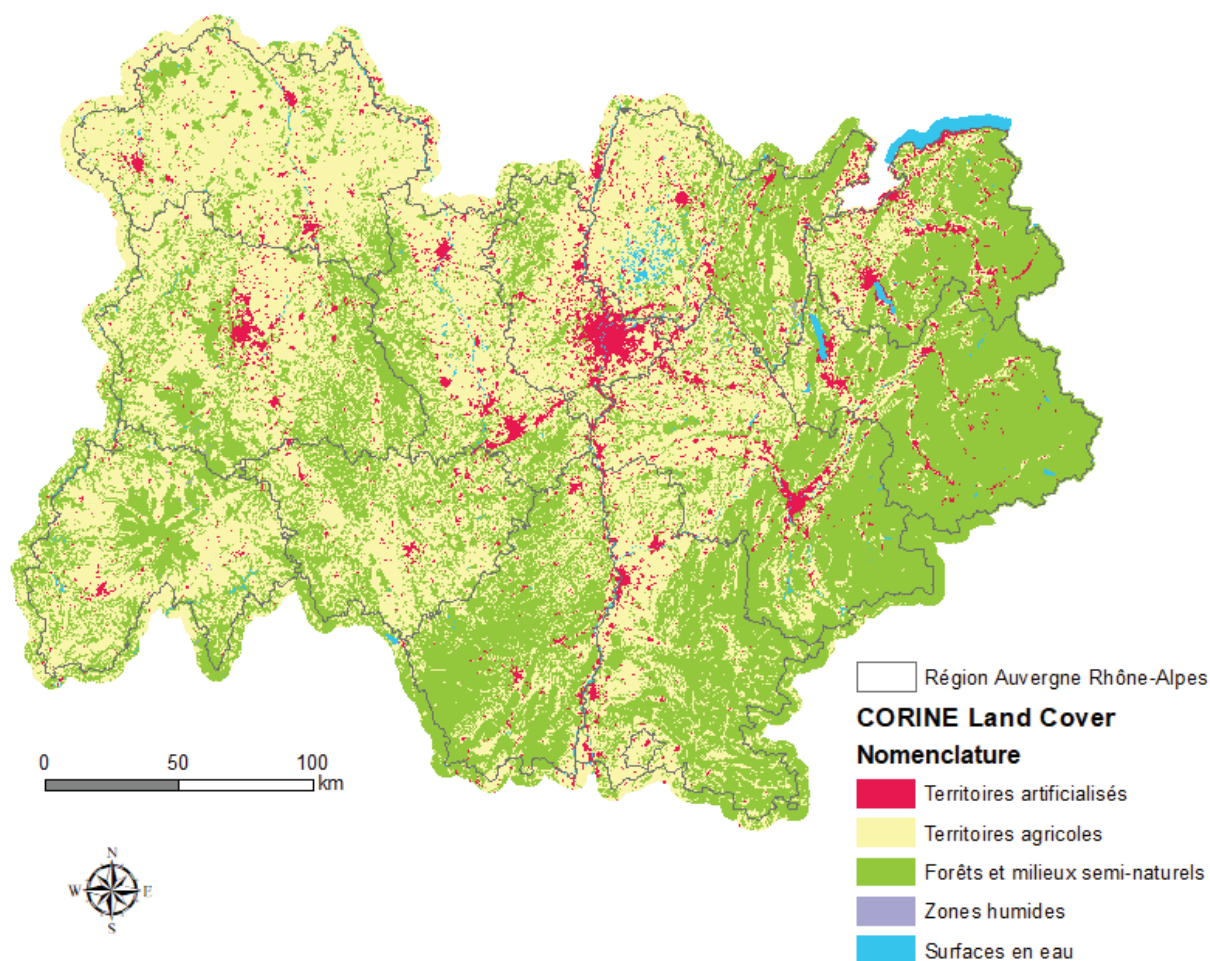 Région Auvergne Rhône-Alpes
CORINE Land Cover
Nomenclature
Territoires artificialisés
Territoires agricoles
Forêts et milieux semi-naturels
Zones humides
Surfaces en eau
0 50 100
km
N
W E
S